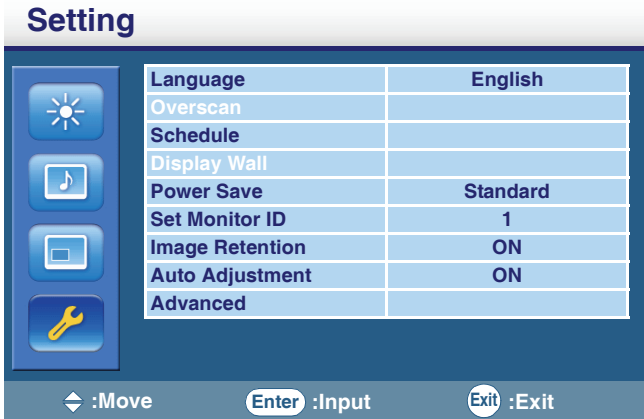 Setting
Language English
Overscan
Schedule
Display Wall
Power Save Standard
Set Monitor ID 1
Image Retention ON
Auto Adjustment ON
Advanced
:Move Enter :Input Exit :Exit